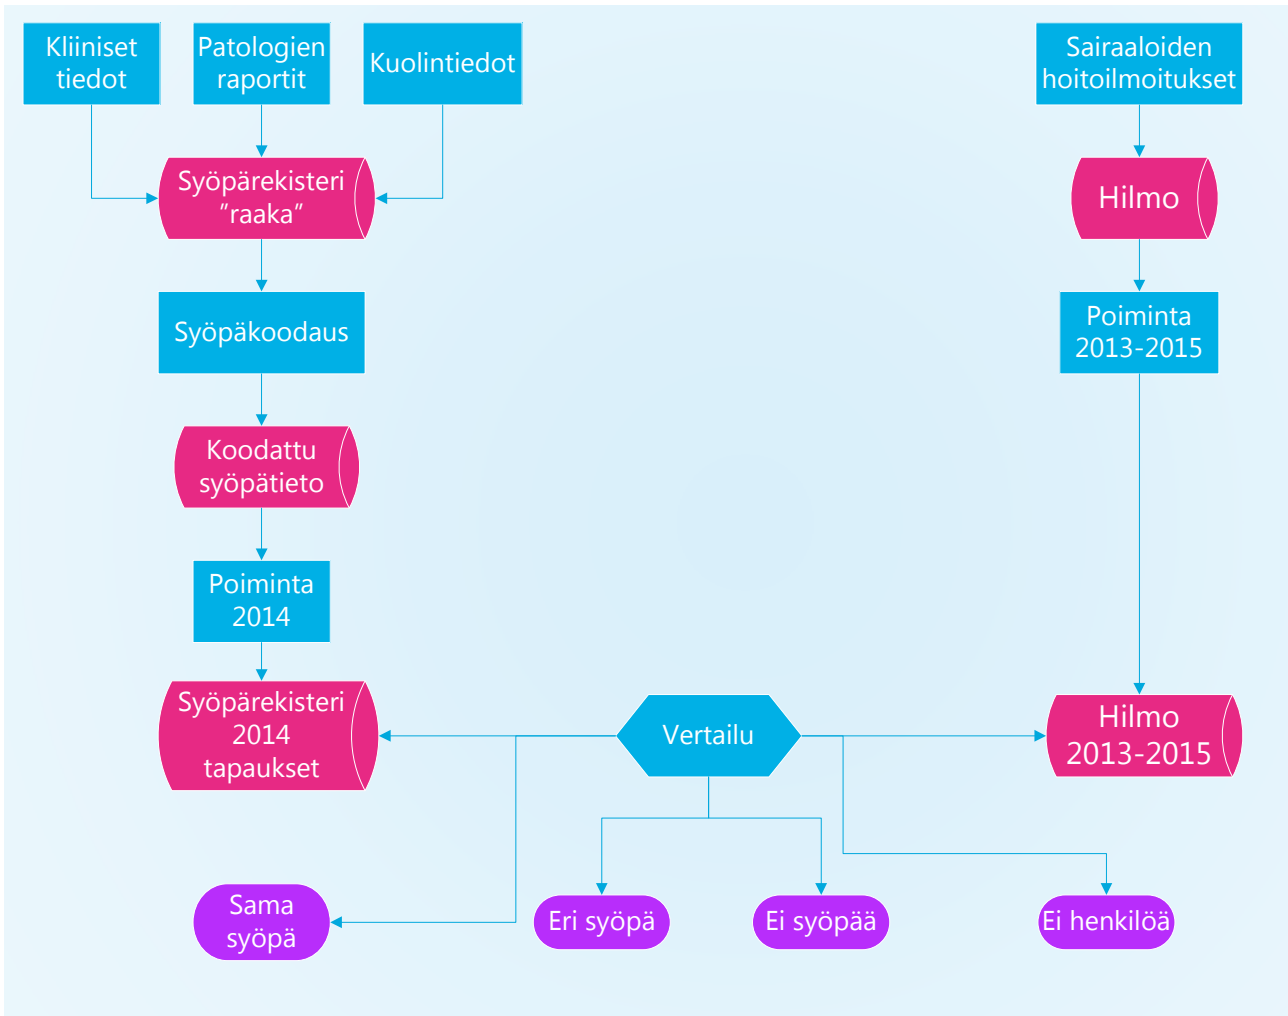 Kliiniset
tiedot
Patologien
raportit
Kuolintiedot
Sairaaloiden
hoitoilmoitukset
Syöpärekisteri
”raaka”
Hilmo
Syöpäkoodaus
Poiminta
2013-2015
Koodattu
syöpätieto
Poiminta
2014
Syöpärekisteri
2014
tapaukset
Vertailu
Hilmo
2013-2015
Sama
syöpä
Eri syöpä
Ei syöpää
Ei henkilöä